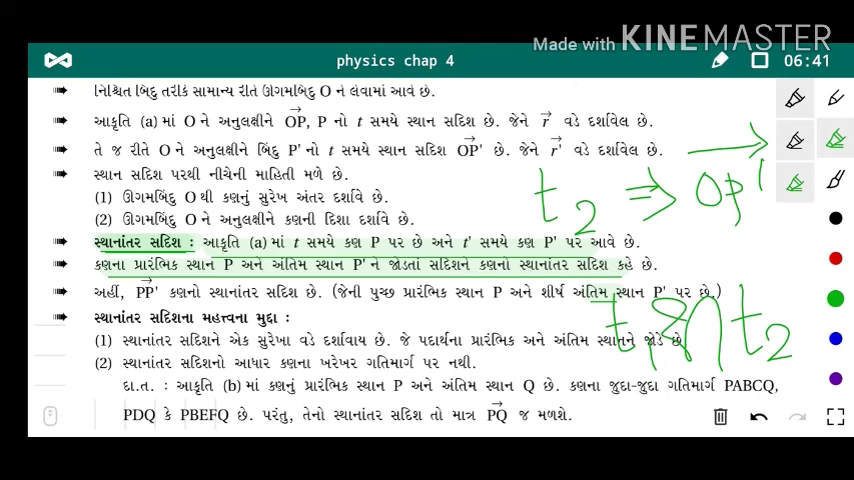 Made with KINEMASTER
physics chap 4
06:41
નિશ્ચિત બિંદુ તરીકે સામાન્ય રીતે ઊગમબિંદુ O ને લેવામાં આવે છે.
આકૃતિ (a) માં O ને અનુલક્ષીને OP, P નો t સમયે સ્થાન સદિશ છે. જેને r વડે દર્શાવેલ છે.
તે જ રીતે O ને અનુલક્ષીને બિંદુ P' નો t સમયે સ્થાન સદિશ OP' છે. જેને r' વડે દર્શાવેલ છે.
સ્થાન સદિશ પરથી નીચેની માહિતી મળે છે.
(1) ઊગમબિંદુ O થી કણનું સુરેખ અંતર દર્શાવે છે.
(2) ઊગમબિંદુ O ને અનુલક્ષીને કણની દિશા દર્શાવે છે.
t2 ⇒ OP'
સ્થાનાંતર સદિશ : આકૃતિ (a) માં t સમયે કણ P પર છે અને t' સમયે કણ P' પર આવે છે.
કણના પ્રારંભિક સ્થાન P અને અંતિમ સ્થાન P' ને જોડતાં સદિશને કણનો સ્થાનાંતર સદિશ કહે છે.
અહીં, PP' કણનો સ્થાનાંતર સદિશ છે. (જેની પુચ્છ પ્રારંભિક સ્થાન P અને શીર્ષ અંતિમ સ્થાન P' પર છે.)
સ્થાનાંતર સદિશના મહત્ત્વના મુદ્દા :
(1) સ્થાનાંતર સદિશને એક સુરેખા વડે દર્શાવાય છે. જે પદાર્થના પ્રારંભિક અને અંતિમ સ્થાનને જોડે છે.
t1 અને t2
(2) સ્થાનાંતર સદિશનો આધાર કણના ખરેખર ગતિમાર્ગ પર નથી.
દા.ત. : આકૃતિ (b) માં કણનું પ્રારંભિક સ્થાન P અને અંતિમ સ્થાન Q છે. કણના જુદા-જુદા ગતિમાર્ગ PABCQ,
PDQ કે PBEFQ છે. પરંતુ, તેનો સ્થાનાંતર સદિશ તો માત્ર PQ જ મળશે.